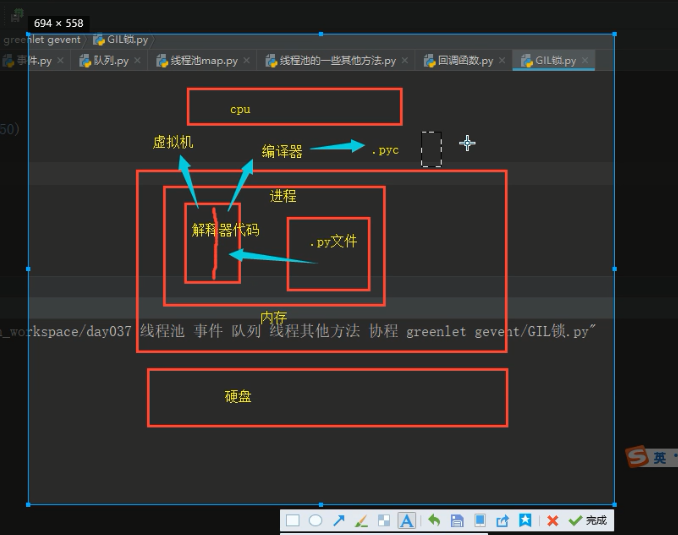 694 × 558
greenlet gevent
GIL锁.py
事件.py
队列.py
线程池map.py
线程池的一些其他方法.py
回调函数.py
GIL锁.py
cpu
50)
虚拟机
编译器
.pyc
进程
解释器代码
.py文件
内存
n_workspace/day037 线程池 事件 队列 线程其他方法 协程 greenlet gevent/GIL锁.py"
硬盘
英
A
完成